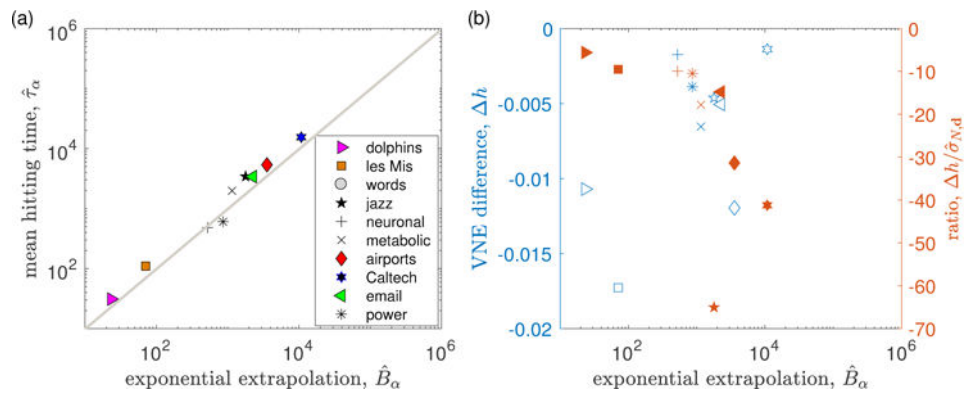 (a)
10^6
10^4
10^2
mean hitting time, τ̂_α
10^2
10^4
10^6
exponential extrapolation, B̂_α
dolphins
les Mis
words
jazz
neuronal
metabolic
airports
Caltech
email
power
(b)
0
-0.005
-0.01
-0.015
-0.02
VNE difference, Δh
10^2
10^4
10^6
exponential extrapolation, B̂_α
0
-10
-20
-30
-40
-50
-60
-70
ratio, Δh/σ̂_{N,d}